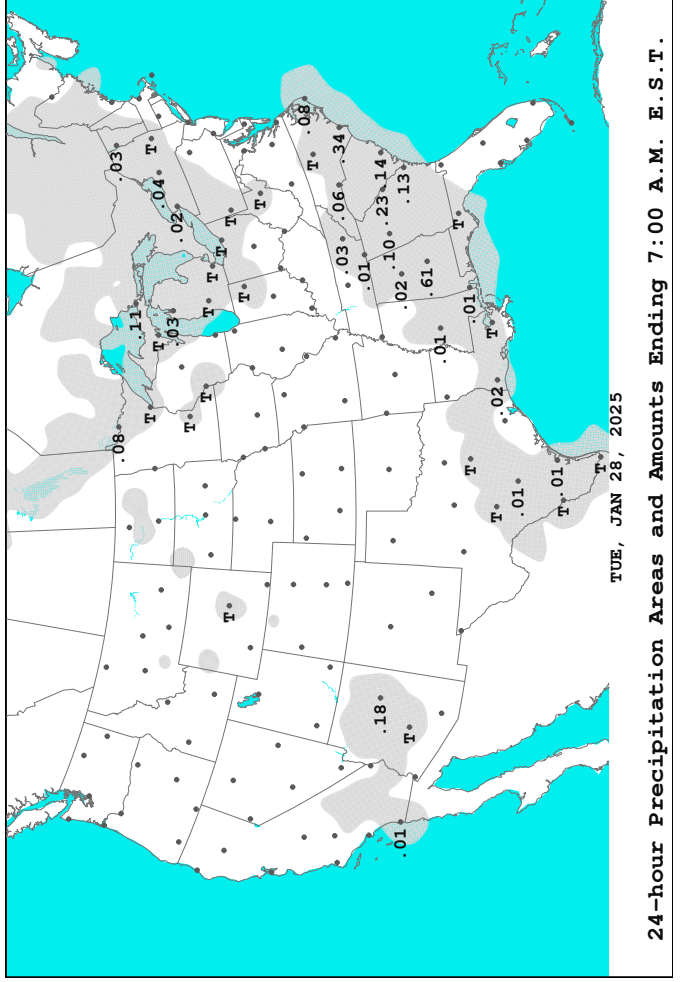 .08
.03
.11
T
T
T
.04
.03
.02
T
T
T
T
T
T
T
T
T
.08
T
.06
.34
.03
.01
.18
.23
.14
.10
.01
.02
.13
T
.61
.01
T
.01
T
T
T
.02
.01
.01
T
T
TUE, JAN 28, 2025
24-hour Precipitation Areas and Amounts Ending 7:00 A.M. E.S.T.